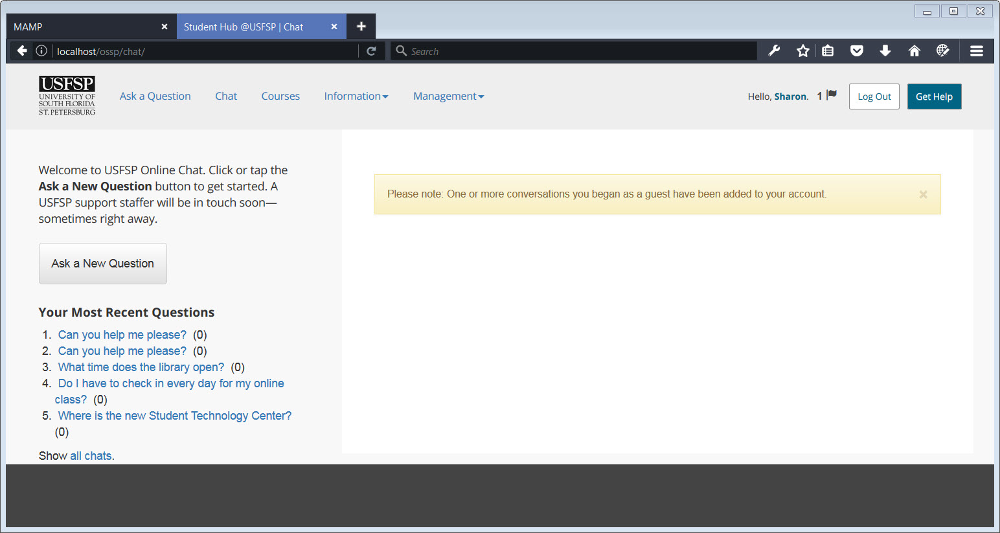 MAMP
Student Hub @USFSP | Chat
localhost/ossp/chat/
Search
USFSP
UNIVERSITY OF
SOUTH FLORIDA
ST. PETERSBURG
Ask a Question
Chat
Courses
Information
Management
Hello, Sharon.
1
Log Out
Get Help
Welcome to USFSP Online Chat. Click or tap the
Ask a New Question button to get started. A
USFSP support staffer will be in touch soon—
sometimes right away.
Ask a New Question
Your Most Recent Questions
1. Can you help me please? (0)
2. Can you help me please? (0)
3. What time does the library open? (0)
4. Do I have to check in every day for my online
class? (0)
5. Where is the new Student Technology Center?
(0)
Show all chats.
Please note: One or more conversations you began as a guest have been added to your account.